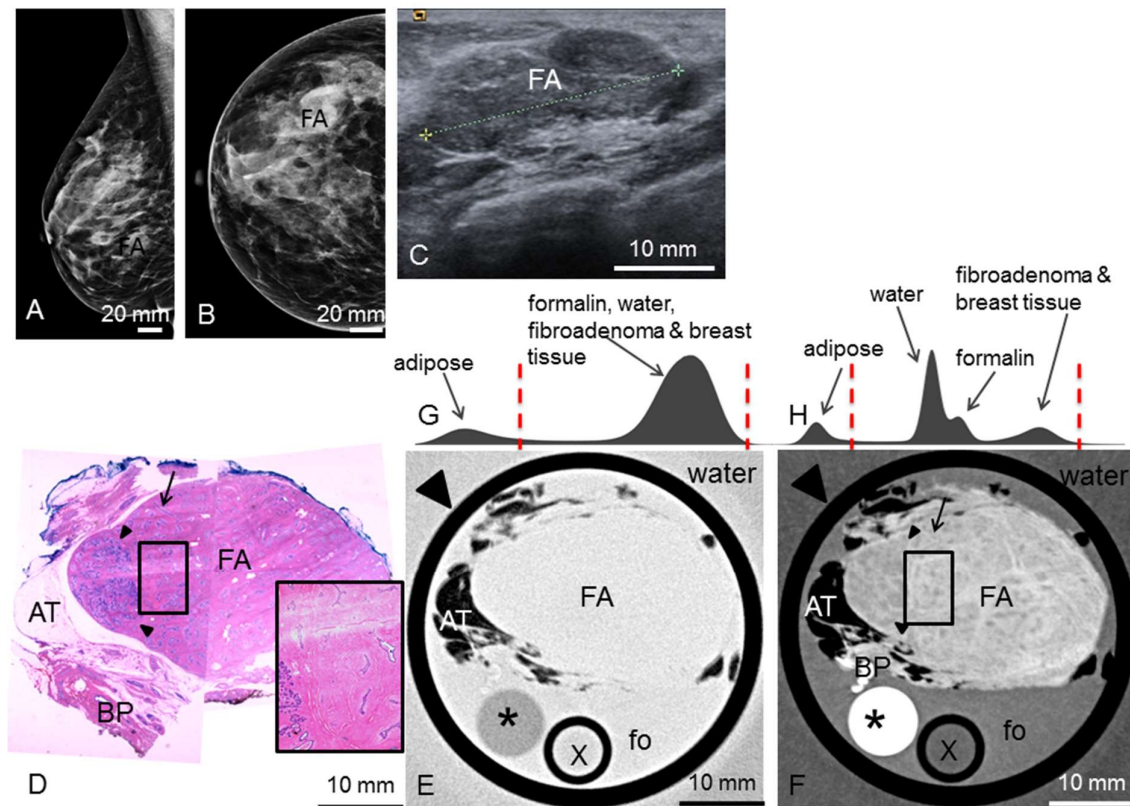 FA
FA
A
20 mm
FA
B
20 mm
FA
C
10 mm
formalin, water,
fibroadenoma & breast
tissue
adipose
G
fibroadenoma &
breast tissue
water
formalin
adipose
H
FA
AT
BP
D
10 mm
water
FA
AT
*
X
fo
E
10 mm
water
FA
AT
BP
*
X
fo
F
10 mm